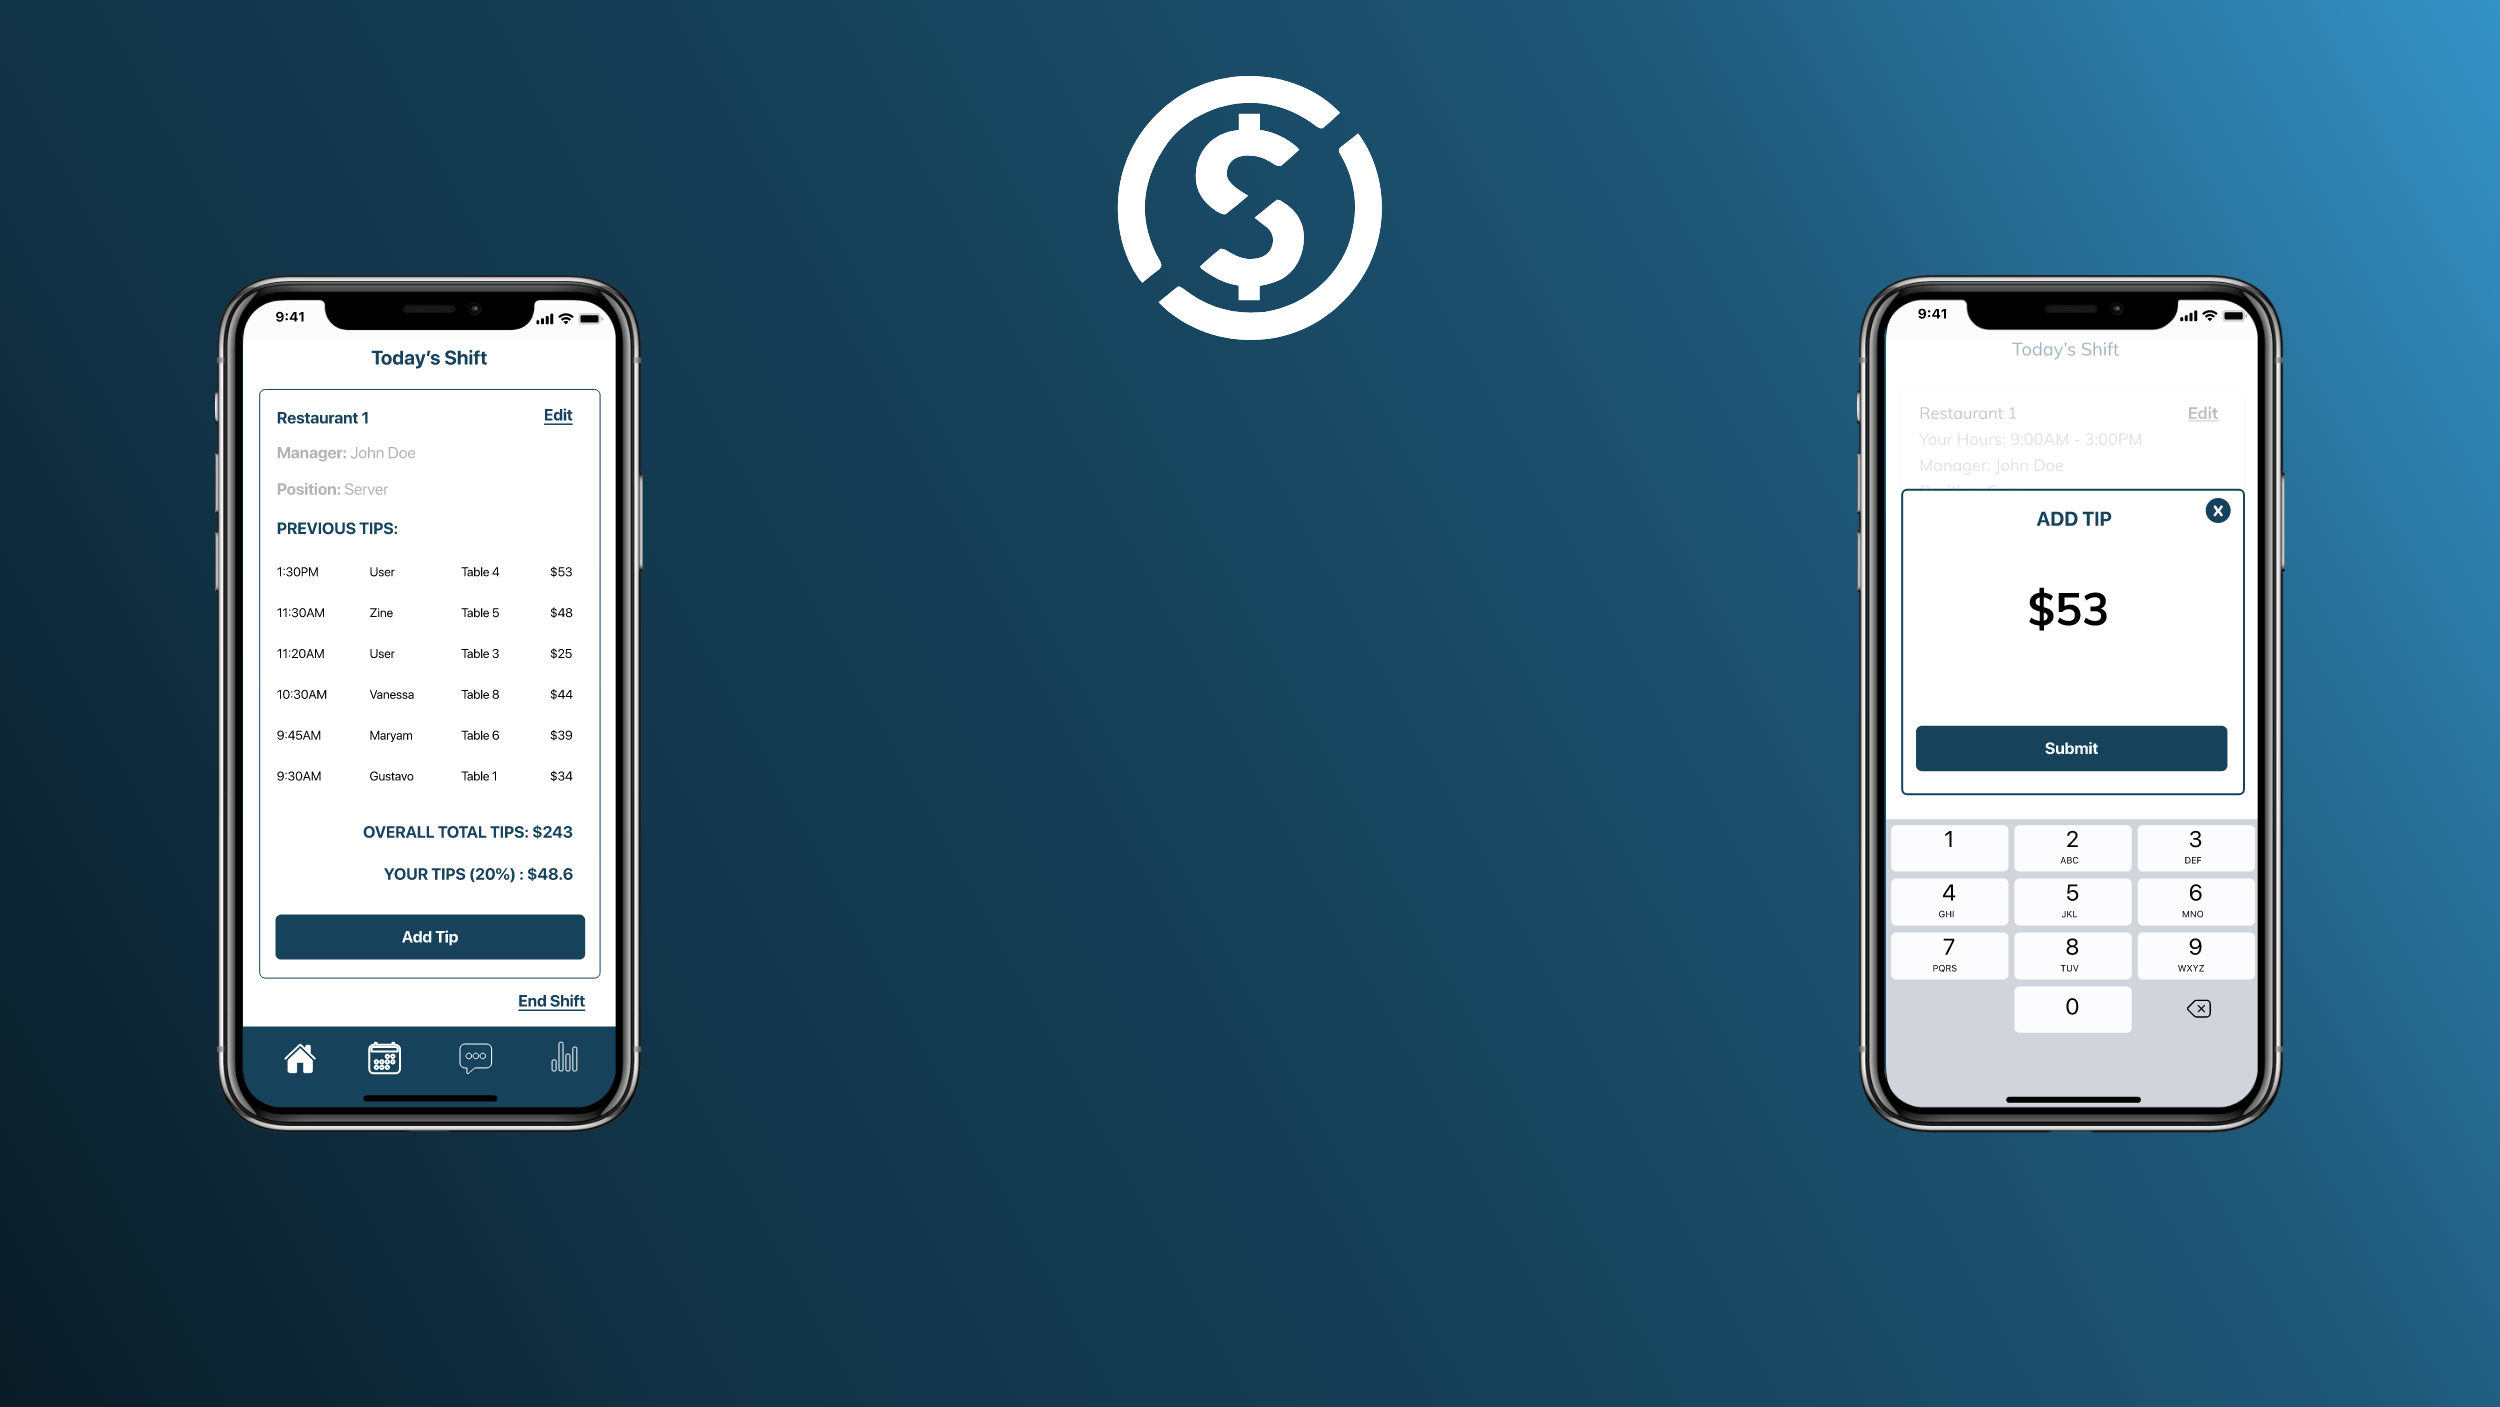 9:41
Today's Shift
Restaurant 1 Edit
Manager: John Doe
Position: Server
PREVIOUS TIPS:
1:30PM User Table 4 $53
11:30AM Zine Table 5 $48
11:20AM User Table 3 $25
10:30AM Vanessa Table 8 $44
9:45AM Maryam Table 6 $39
9:30AM Gustavo Table 1 $34
OVERALL TOTAL TIPS: $243
YOUR TIPS (20%) : $48.6
Add Tip
End Shift
9:41
Today's Shift
Restaurant 1 Edit
Your Hours: 9:00AM - 3:00PM
Manager: John Doe
ADD TIP X
$53
Submit
1 2 3
ABC DEF
4 5 6
GHI JKL MNO
7 8 9
PQRS TUV WXYZ
0